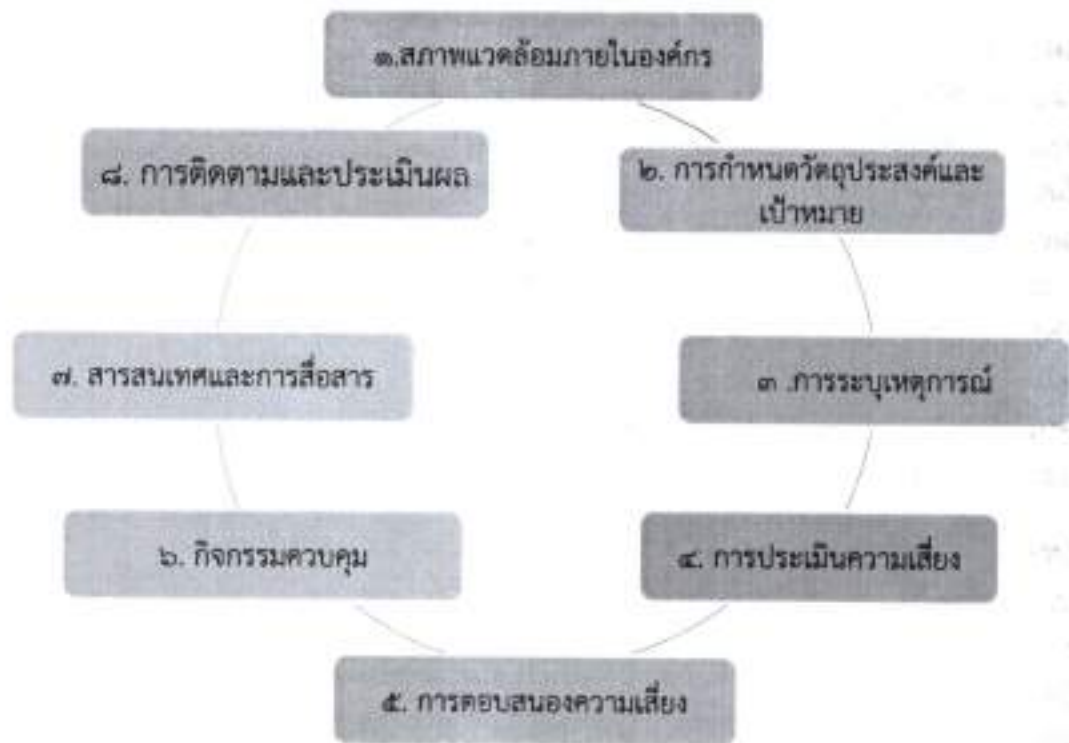 ๑.สภาพแวดล้อมภายในองค์กร
๒. การกำหนดวัตถุประสงค์และ
เป้าหมาย
๓ .การระบุเหตุการณ์
๔. การประเมินความเสี่ยง
๕. การตอบสนองความเสี่ยง
๖. กิจกรรมควบคุม
๗. สารสนเทศและการสื่อสาร
๘. การติดตามและประเมินผล